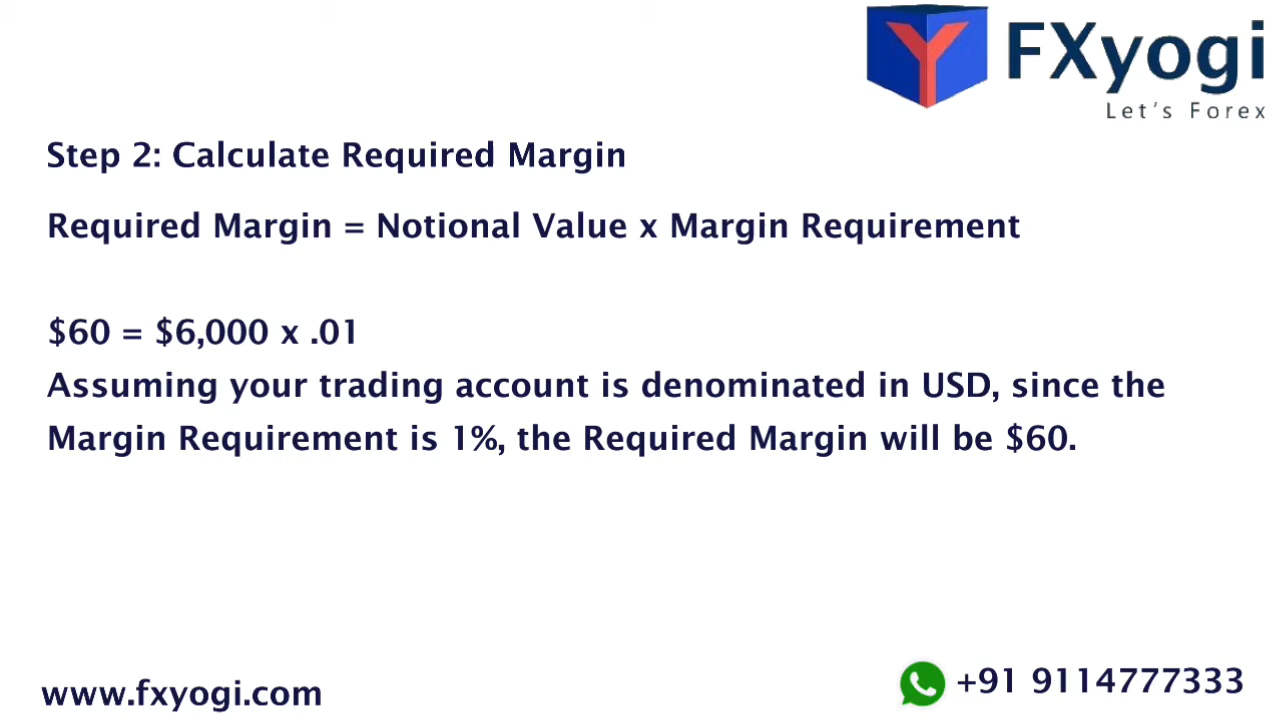 FXyogi
Let's Forex
Step 2: Calculate Required Margin
Required Margin = Notional Value x Margin Requirement
$60 = $6,000 x .01
Assuming your trading account is denominated in USD, since the
Margin Requirement is 1%, the Required Margin will be $60.
www.fxyogi.com
+91 9114777333